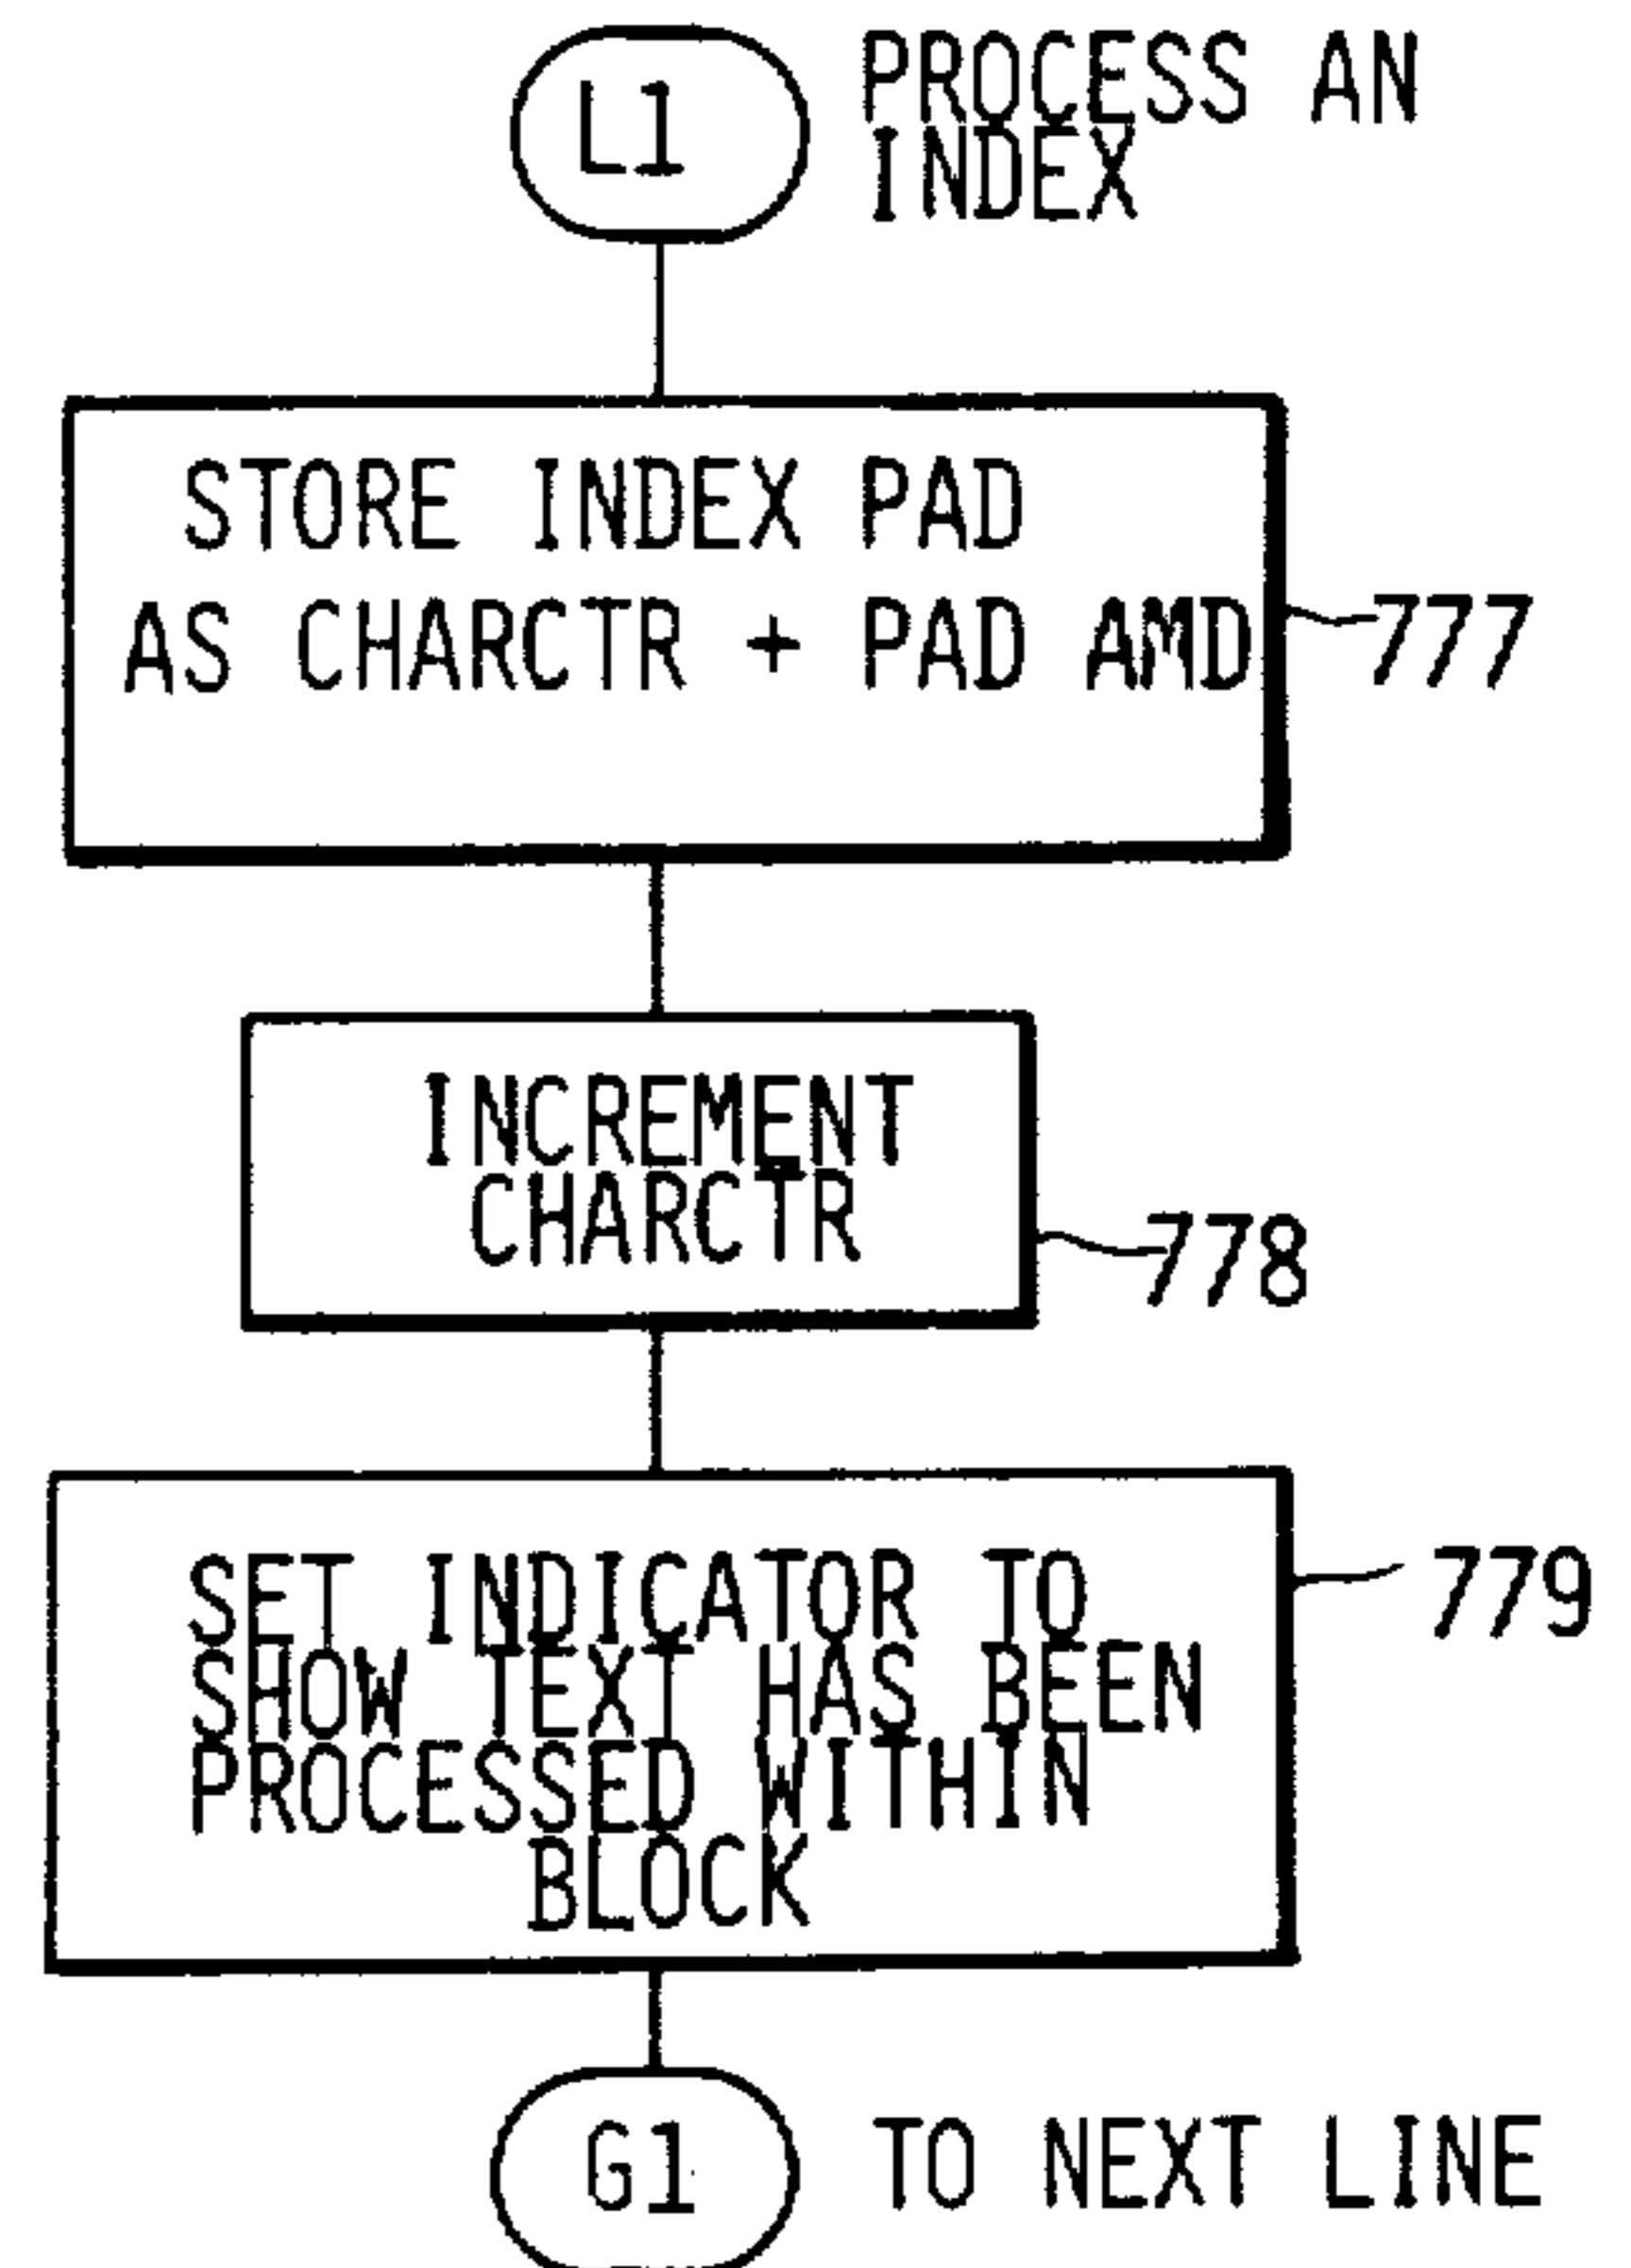 L1 PROCESS AN
INDEX
STORE INDEX PAD
AS CHARCTR + PAD AMD
777
INCREMENT
CHARCTR
778
SET INDICATOR TO
SHOW TEXT HAS BEEN
PROCESSED WITHIN
BLOCK
779
G1 TO NEXT LINE